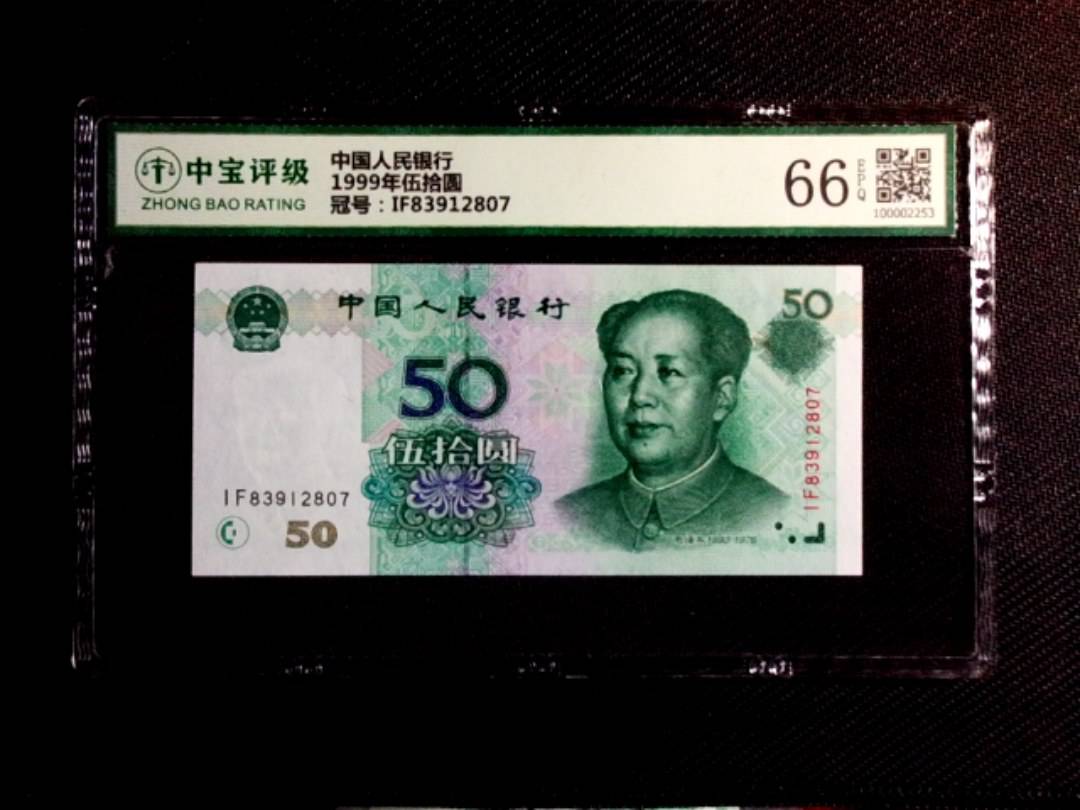 中宝评级
ZHONG BAO RATING
中国人民银行
1999年伍拾圆
冠号：IF83912807
66
EPQ
100002253
中国人民银行
50
50
伍拾圆
IF83912807
50
IF83912807